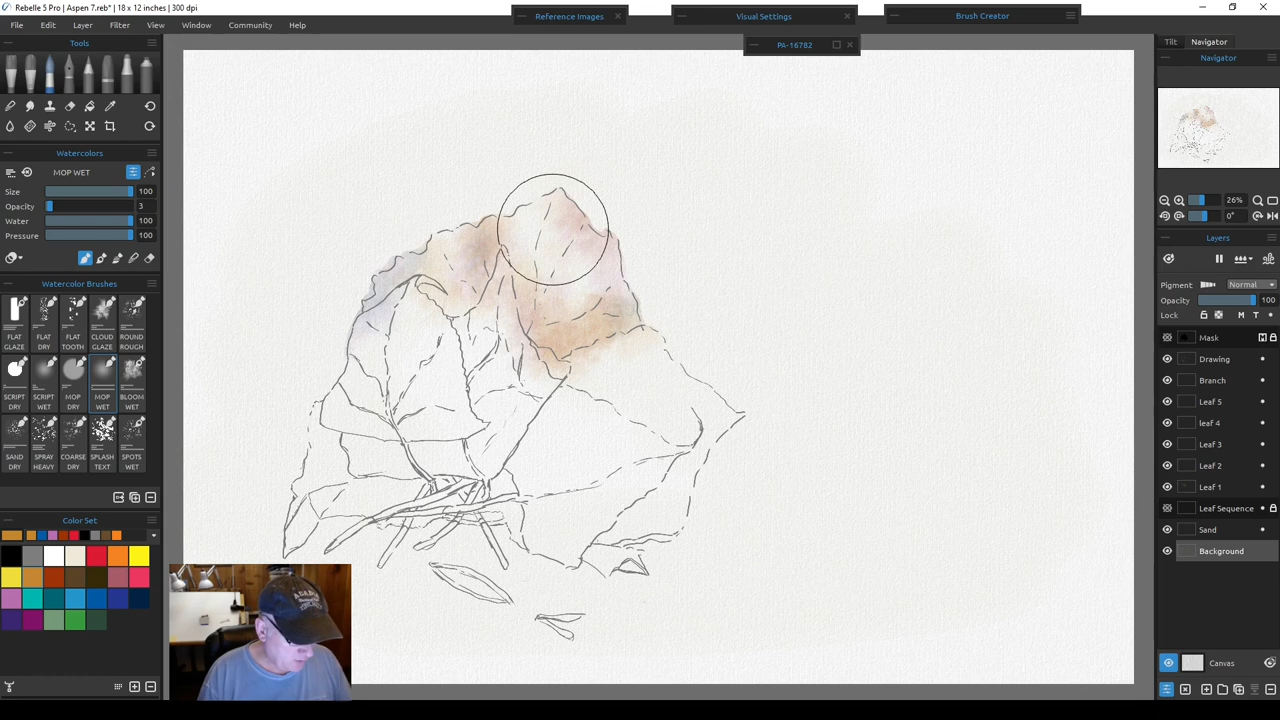 Rebelle 5 Pro | Aspen 7.reb* | 18 x 12 inches | 300 dpi
File Edit Layer Filters View Window Community Help
Reference Images
Visual Settings
Brush Creator
PA-16782
Tools
Watercolors
MOP WET
Size 100
Opacity 3
Water 100
Pressure 100
Watercolor Brushes
FLAT GLAZE
FLAT DRY
FLAT TOOTH
CLOUD GLAZE
ROUND ROUGH
SCRIPT DRY
SCRIPT WET
MOP DRY
MOP WET
BLOOM WET
SAND DRY
SPRAY HEAVY
COARSE DRY
SPLASH TEXT
SPOTS WET
Color Set
Tilt Navigator
Navigator
26%
0°
Layers
Pigment Normal
Opacity 100
Lock M T
Mask
Drawing
Branch
Leaf 5
leaf 4
Leaf 3
Leaf 2
Leaf 1
Leaf Sequence
Sand
Background
Canvas